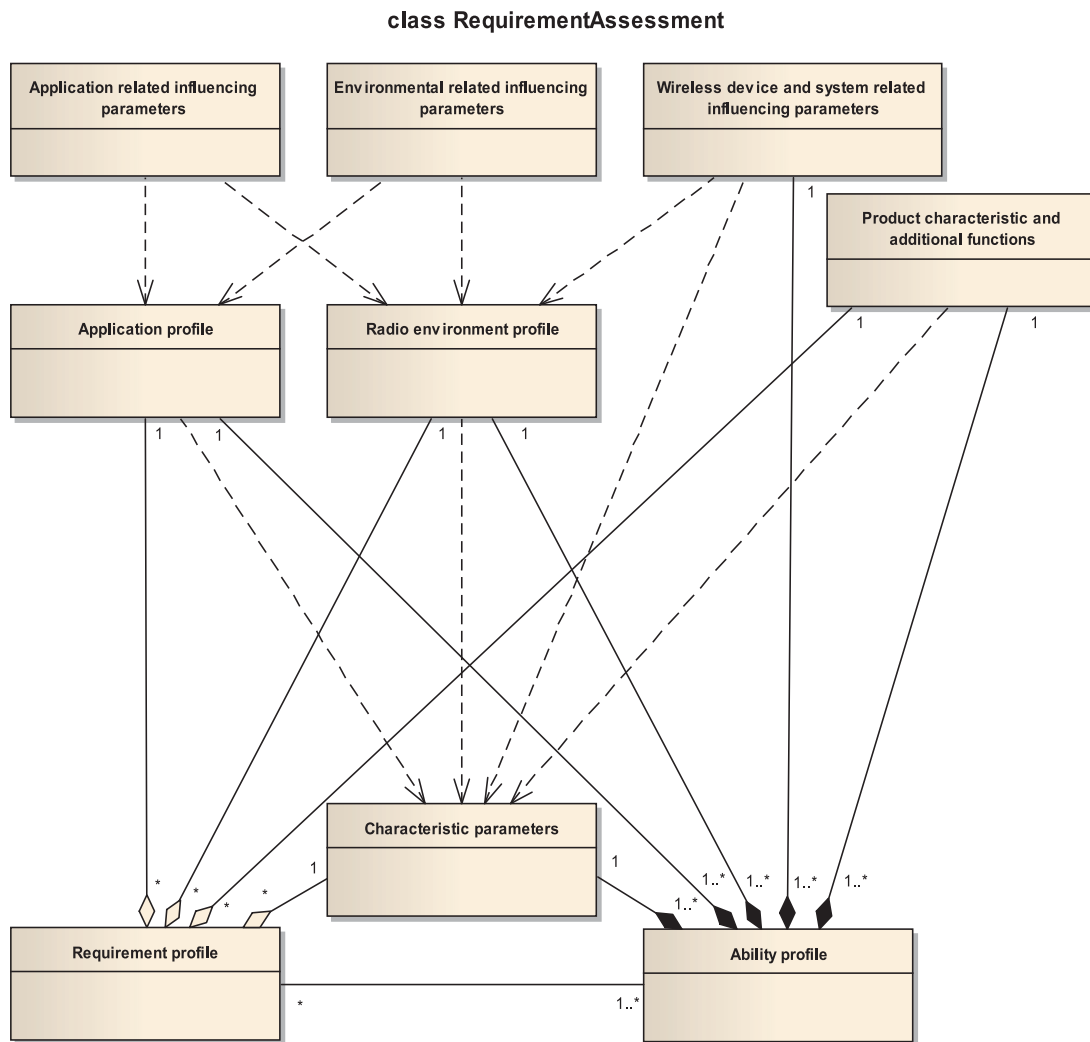 class RequirementAssessment
Application related influencing
parameters
Environmental related influencing
parameters
Wireless device and system related
influencing parameters
1
Product characteristic and
additional functions
Application profile
Radio environment profile
1
1
1
1
1
1
Characteristic parameters
1
1
*
*
*
*
1..*
1..*
1..*
1..*
1..*
Requirement profile
Ability profile
*
1..*